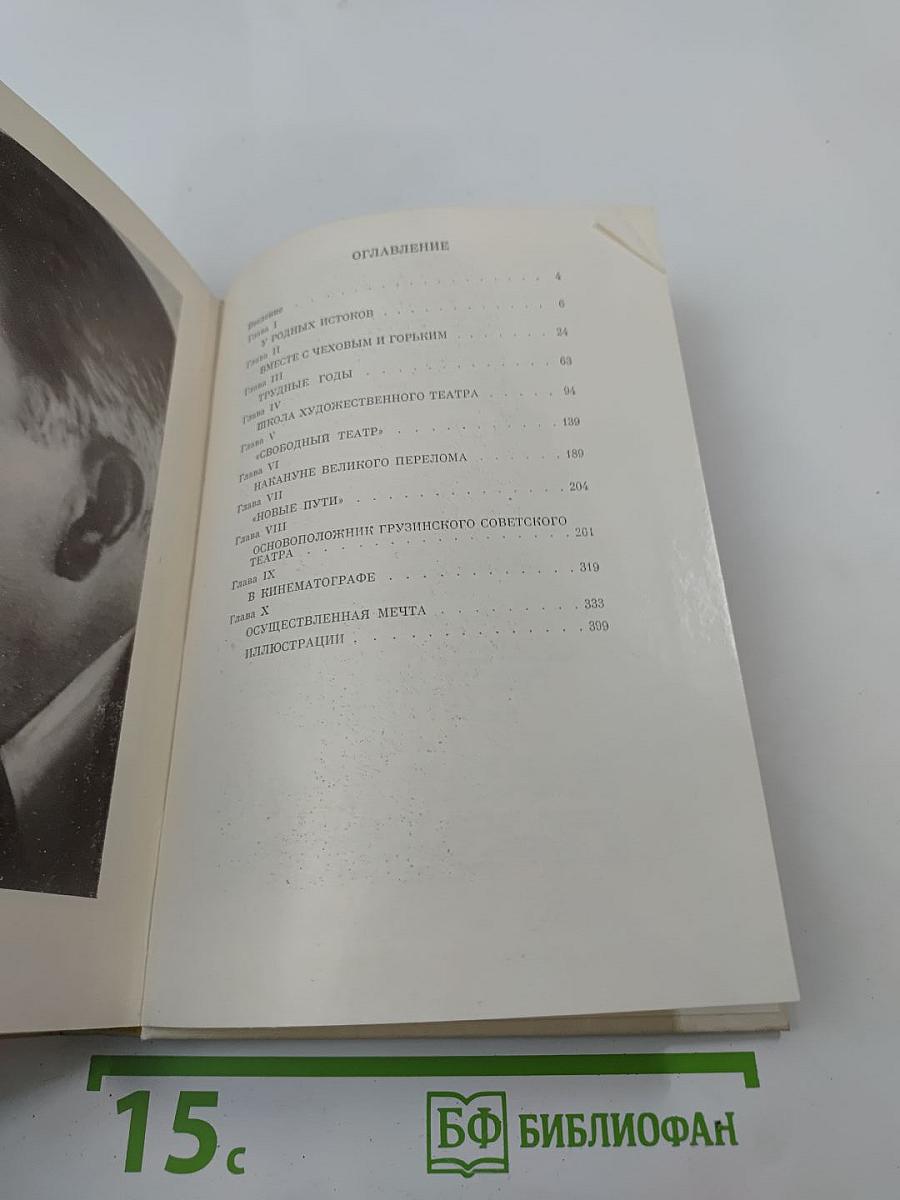 ОГЛАВЛЕНИЕ
Введение . . . . . . . . . . . . . . . . 4
Глава I
У РОДНЫХ ИСТОКОВ . . . . . . . . . . . 6
Глава II
ВМЕСТЕ С ЧЕХОВЫМ И ГОРЬКИМ . . . . . . 24
Глава III
ТРУДНЫЕ ГОДЫ . . . . . . . . . . . . 63
Глава IV
ШКОЛА ХУДОЖЕСТВЕННОГО ТЕАТРА . . . . . 94
Глава V
«СВОБОДНЫЙ ТЕАТР» . . . . . . . . . . 139
Глава VI
НАКАНУНЕ ВЕЛИКОГО ПЕРЕЛОМА . . . . . . 189
Глава VII
«НОВЫЕ ПУТИ» . . . . . . . . . . . . 204
Глава VIII
ОСНОВОПОЛОЖНИК ГРУЗИНСКОГО СОВЕТСКОГО
ТЕАТРА . . . . . . . . . . . . . . 261
Глава IX
В КИНЕМАТОГРАФЕ . . . . . . . . . . . 319
Глава X
ОСУЩЕСТВЛЕННАЯ МЕЧТА . . . . . . . . . 333
ИЛЛЮСТРАЦИИ . . . . . . . . . . . . . 399
15 с
БФ БИБЛИОФАН